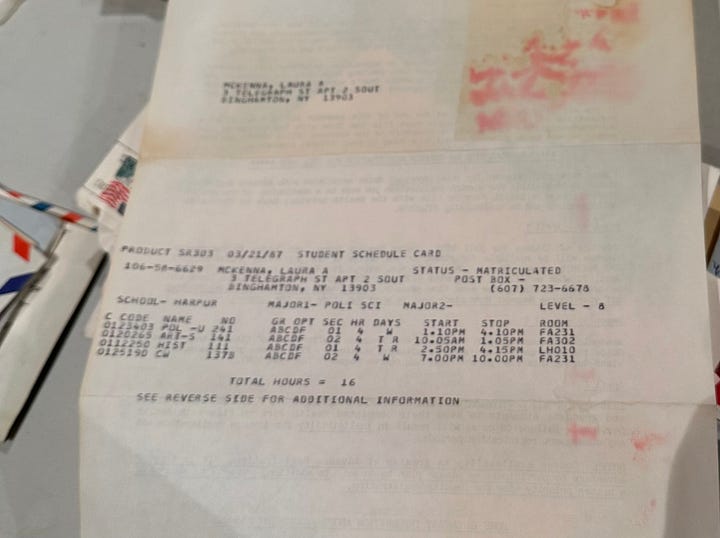 MCKENNA, LAURA A
3 TELEGRAPH ST APT 2 SOUT
BINGHAMTON, NY 13903
PRODUCT SR303 03/21/87 STUDENT SCHEDULE CARD
106-58-6629 MCKENNA, LAURA A STATUS - MATRICULATED
3 TELEGRAPH ST APT 2 SOUT POST BOX -
BINGHAMTON, NY 13903 (607) 723-6678
SCHOOL- HARPUR MAJOR1- POLI SCI MAJOR2- LEVEL - 8
C CODE NAME NO GR OPT SEC HR DAYS START STOP ROOM
0123403 POL -U 241 ABCDF 01 4 W 1.10PM 4.10PM FA231
0120265 ART-S 141 ABCDF 02 4 T R 10.05AM 1.05PM FA302
0112250 HIST 111 ABCDF 01 4 T R 2.50PM 4.15PM LH010
0125190 CW 137B ABCDF 02 4 W 7.00PM 10.00PM FA231
TOTAL HOURS = 16
SEE REVERSE SIDE FOR ADDITIONAL INFORMATION